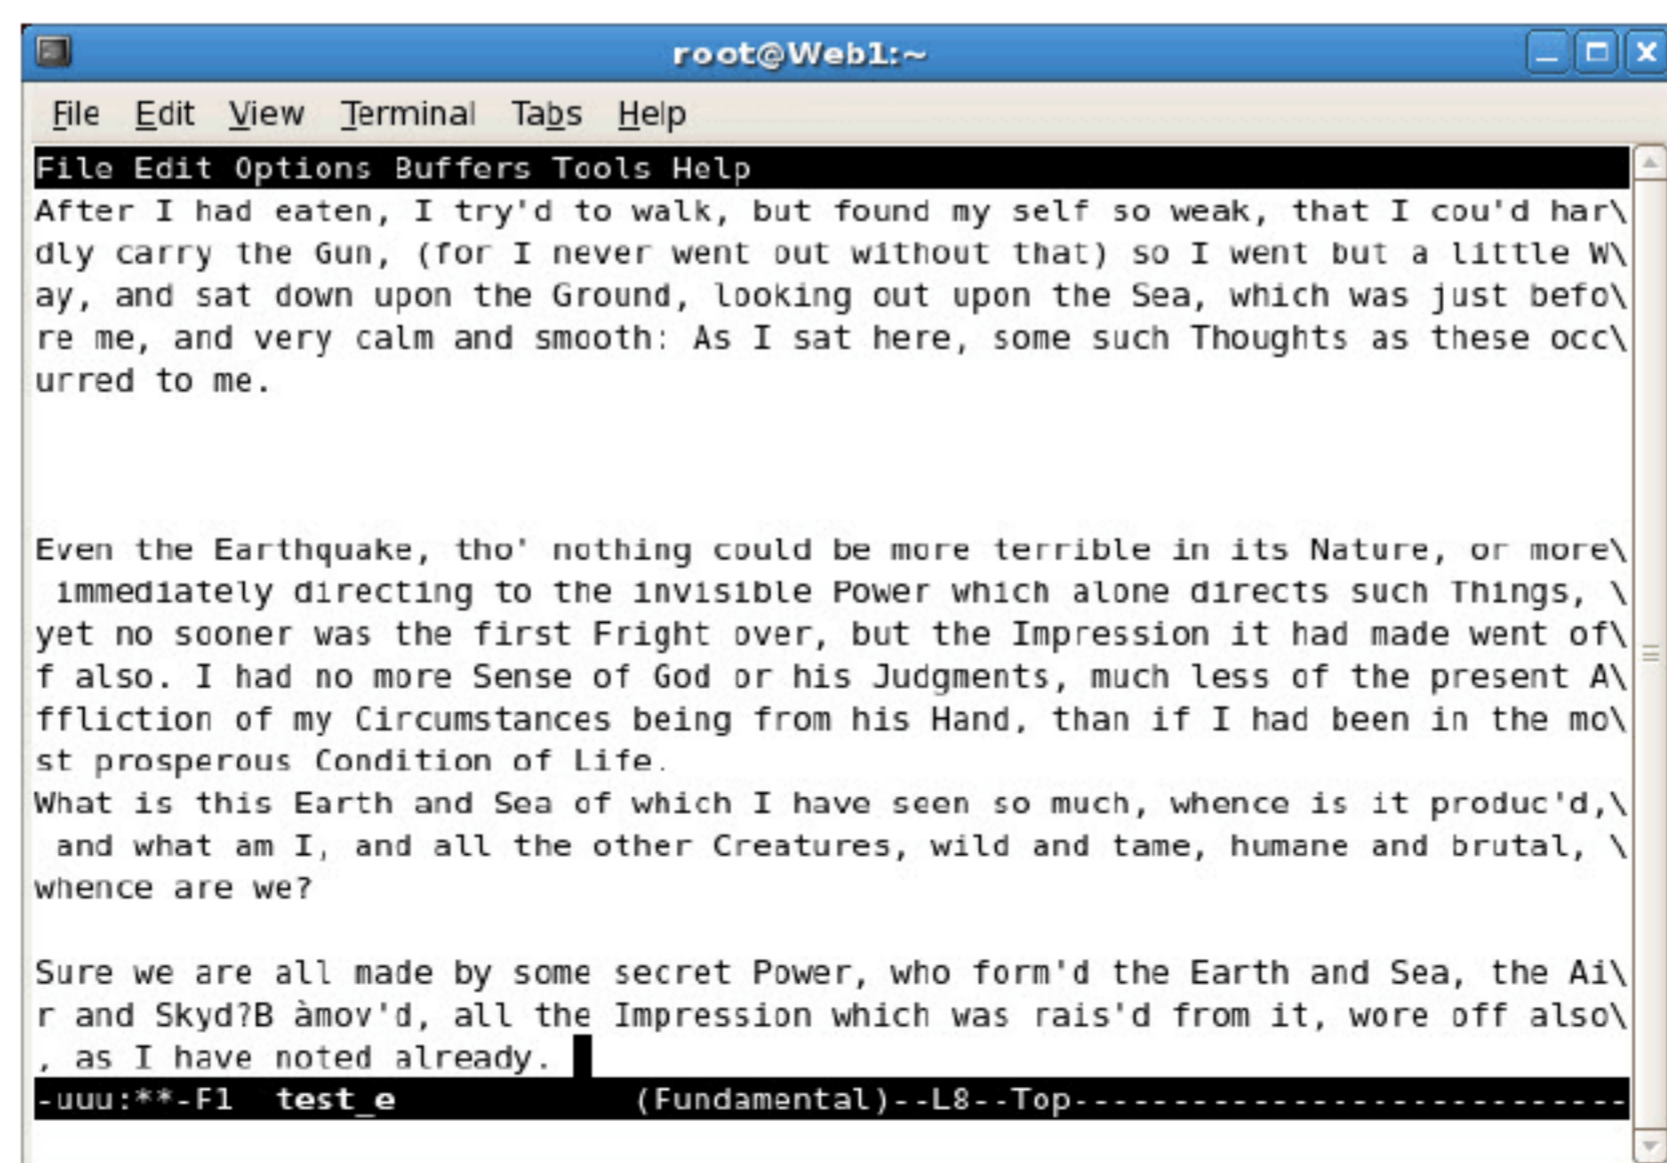 root@Web1:~
File Edit View Terminal Tabs Help
File Edit Options Buffers Tools Help
After I had eaten, I try'd to walk, but found my self so weak, that I cou'd har\
dly carry the Gun, (for I never went out without that) so I went but a little W\
ay, and sat down upon the Ground, looking out upon the Sea, which was just befo\
re me, and very calm and smooth: As I sat here, some such Thoughts as these occ\
urred to me.
Even the Earthquake, tho' nothing could be more terrible in its Nature, or more\
 immediately directing to the invisible Power which alone directs such Things, \
yet no sooner was the first Fright over, but the Impression it had made went of\
f also. I had no more Sense of God or his Judgments, much less of the present A\
ffliction of my Circumstances being from his Hand, than if I had been in the mo\
st prosperous Condition of Life.
What is this Earth and Sea of which I have seen so much, whence is it produc'd,\
 and what am I, and all the other Creatures, wild and tame, humane and brutal, \
whence are we?
Sure we are all made by some secret Power, who form'd the Earth and Sea, the Ai\
r and Skyd?B àmov'd, all the Impression which was rais'd from it, wore off also\
, as I have noted already.
-uuu:**-F1  test_e            (Fundamental)--L8--Top----------------------------